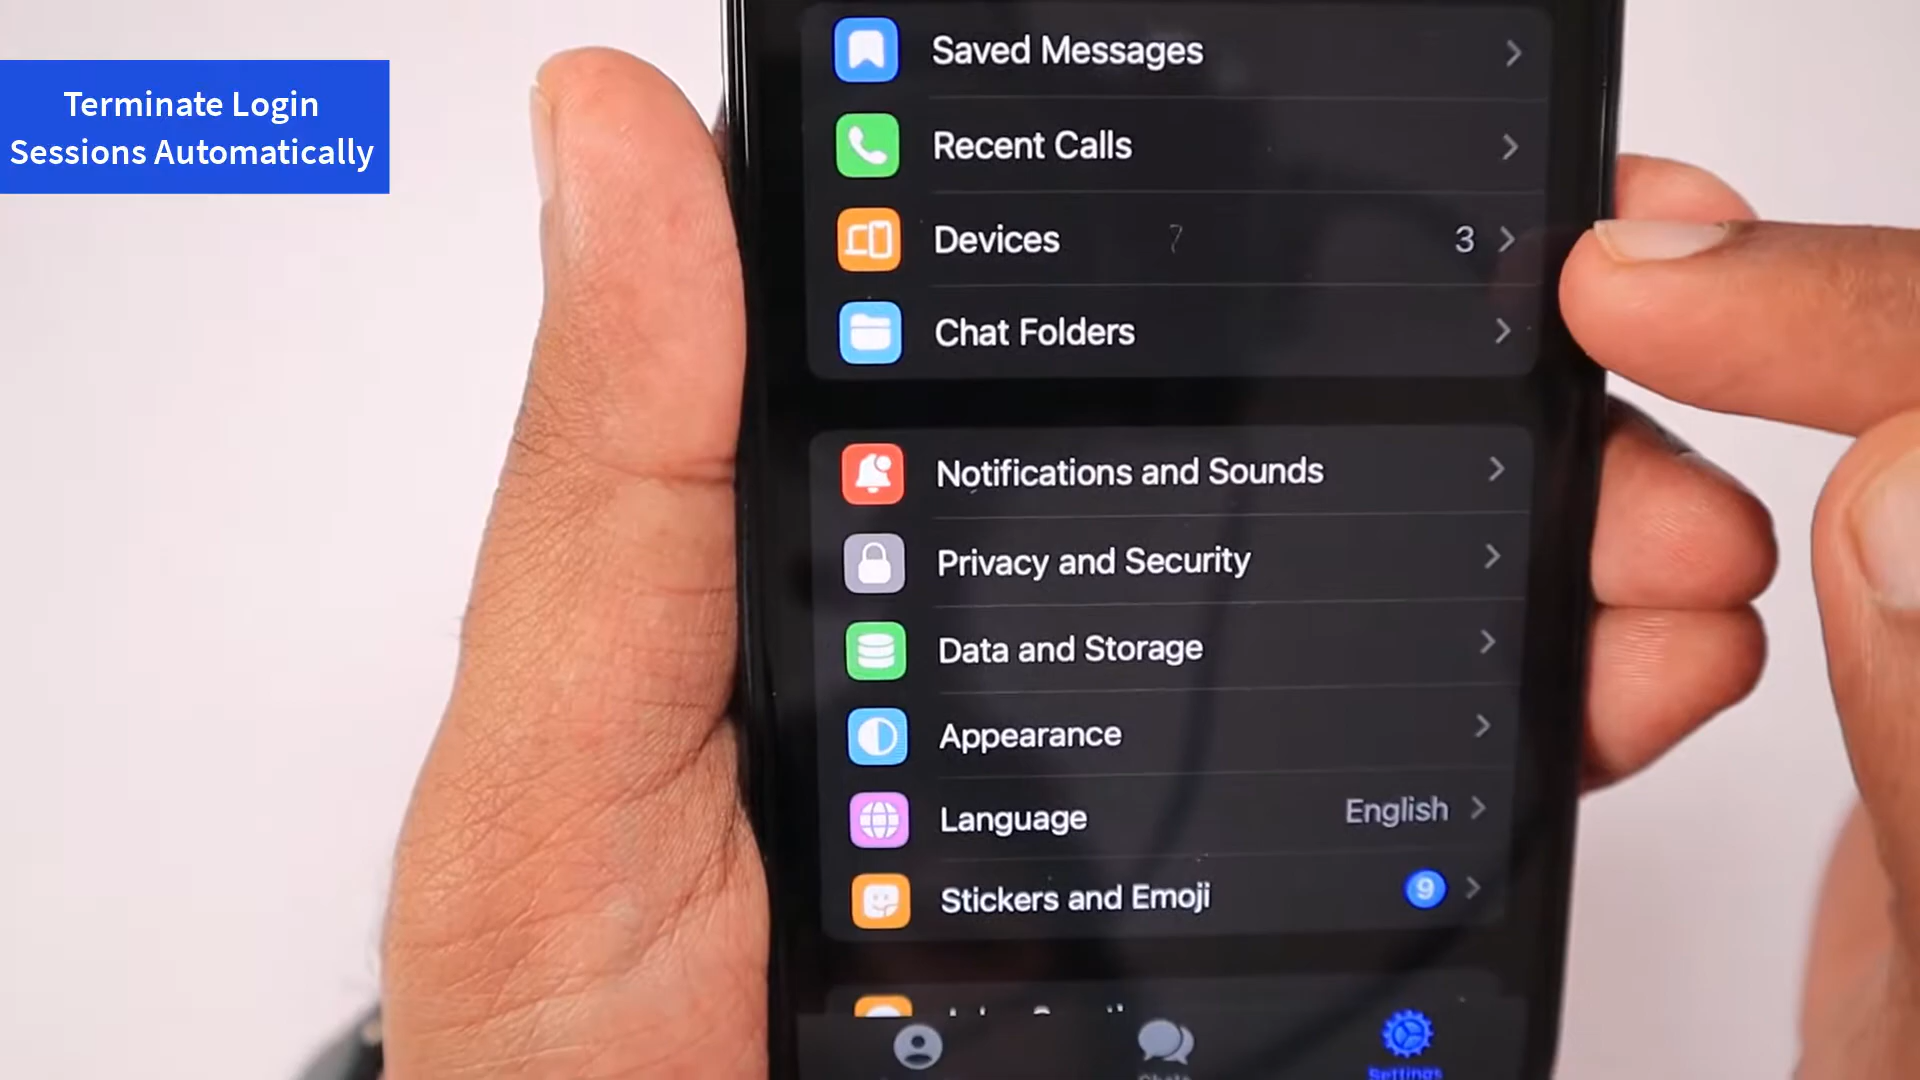 Terminate Login
Sessions Automatically
Saved Messages
Recent Calls
Devices 3
Chat Folders
Notifications and Sounds
Privacy and Security
Data and Storage
Appearance
Language English
Stickers and Emoji 9
Settings